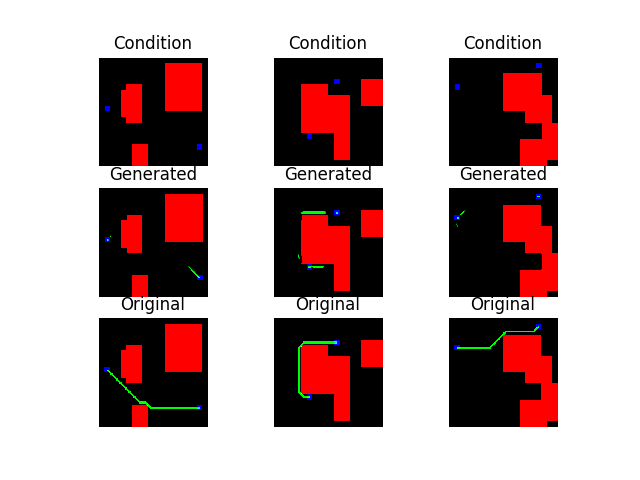 Condition Condition Condition
Generated Generated Generated
Original Original Original